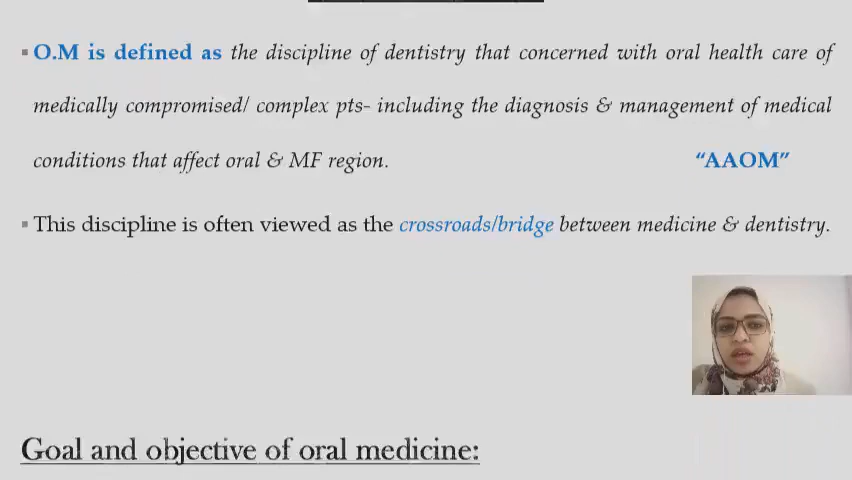 O.M is defined as the discipline of dentistry that concerned with oral health care of
medically compromised/ complex pts- including the diagnosis & management of medical
conditions that affect oral & MF region. “AAOM”
This discipline is often viewed as the crossroads/bridge between medicine & dentistry.
Goal and objective of oral medicine: